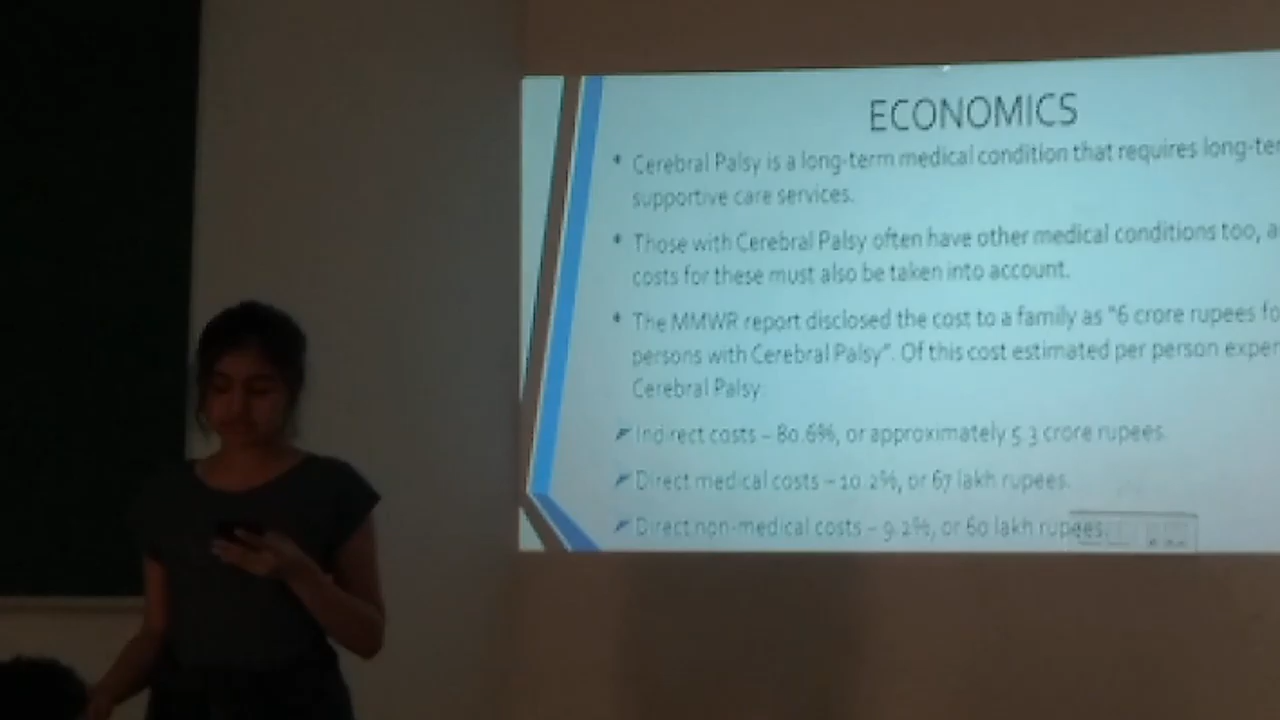 ECONOMICS
* Cerebral Palsy is a long-term medical condition that requires long-te
supportive care services.
* Those with Cerebral Palsy often have other medical conditions too, a
costs for these must also be taken into account.
* The MMWR report disclosed the cost to a family as "6 crore rupees fo
persons with Cerebral Palsy". Of this cost estimated per person exper
Cerebral Palsy
Indirect costs – 80.6%, or approximately 5.3 crore rupees.
Direct medical costs – 10.2%, or 67 lakh rupees.
Direct non-medical costs – 9.2%, or 60 lakh rupees.